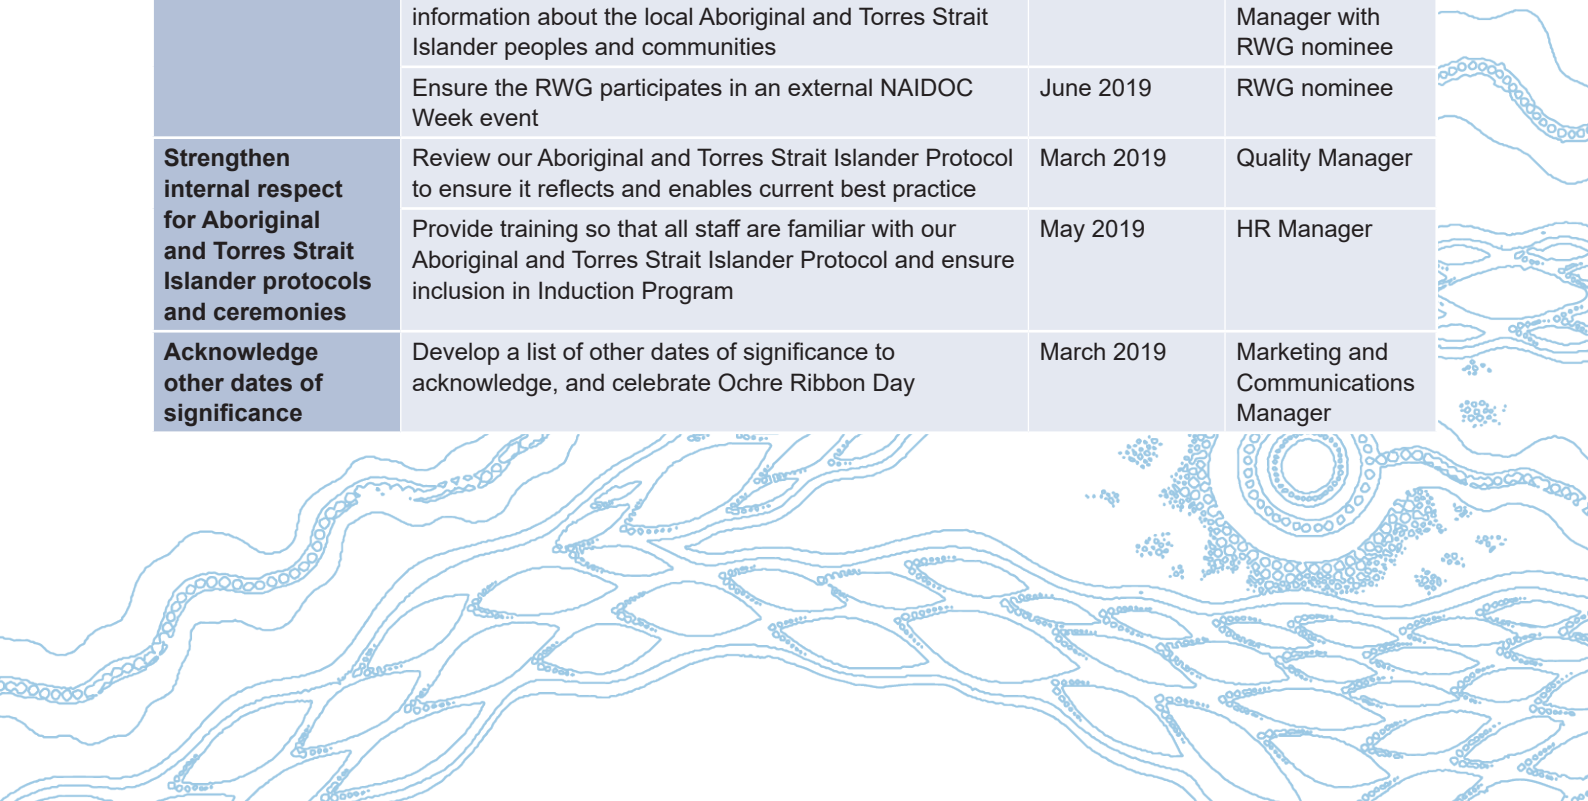 information about the local Aboriginal and Torres Strait
Islander peoples and communities
Manager with
RWG nominee
Ensure the RWG participates in an external NAIDOC
Week event
June 2019
RWG nominee
Strengthen
internal respect
for Aboriginal
and Torres Strait
Islander protocols
and ceremonies
Review our Aboriginal and Torres Strait Islander Protocol
to ensure it reflects and enables current best practice
March 2019
Quality Manager
Provide training so that all staff are familiar with our
Aboriginal and Torres Strait Islander Protocol and ensure
inclusion in Induction Program
May 2019
HR Manager
Acknowledge
other dates of
significance
Develop a list of other dates of significance to
acknowledge, and celebrate Ochre Ribbon Day
March 2019
Marketing and
Communications
Manager